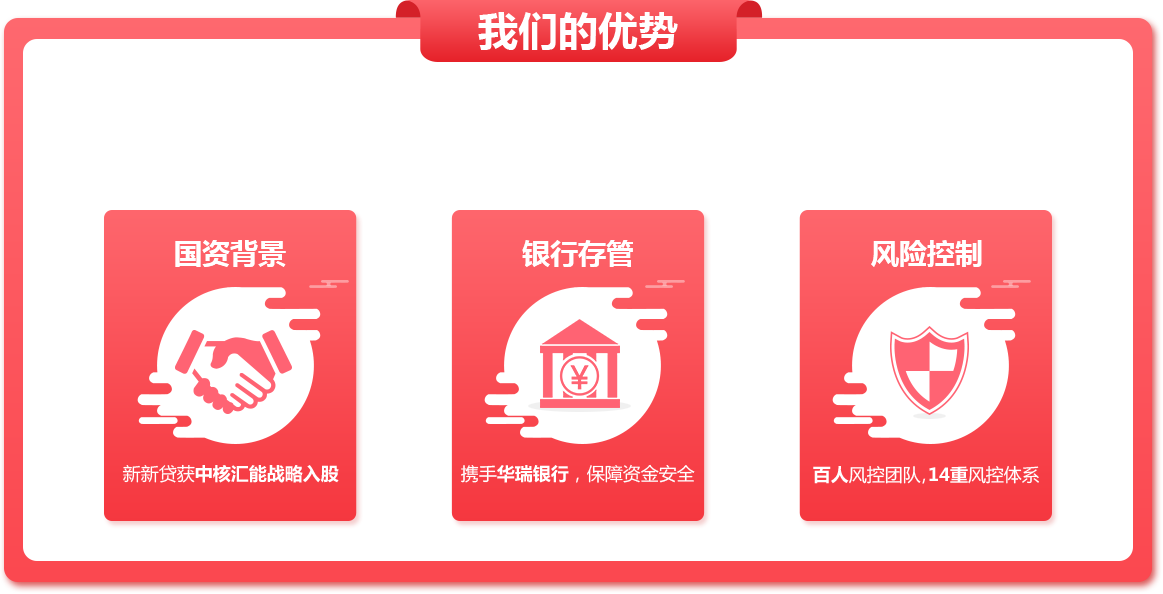 我们的优势
国资背景
新新贷获中核汇能战略入股
银行存管
¥
携手华瑞银行，保障资金安全
风险控制
百人风控团队,14重风控体系